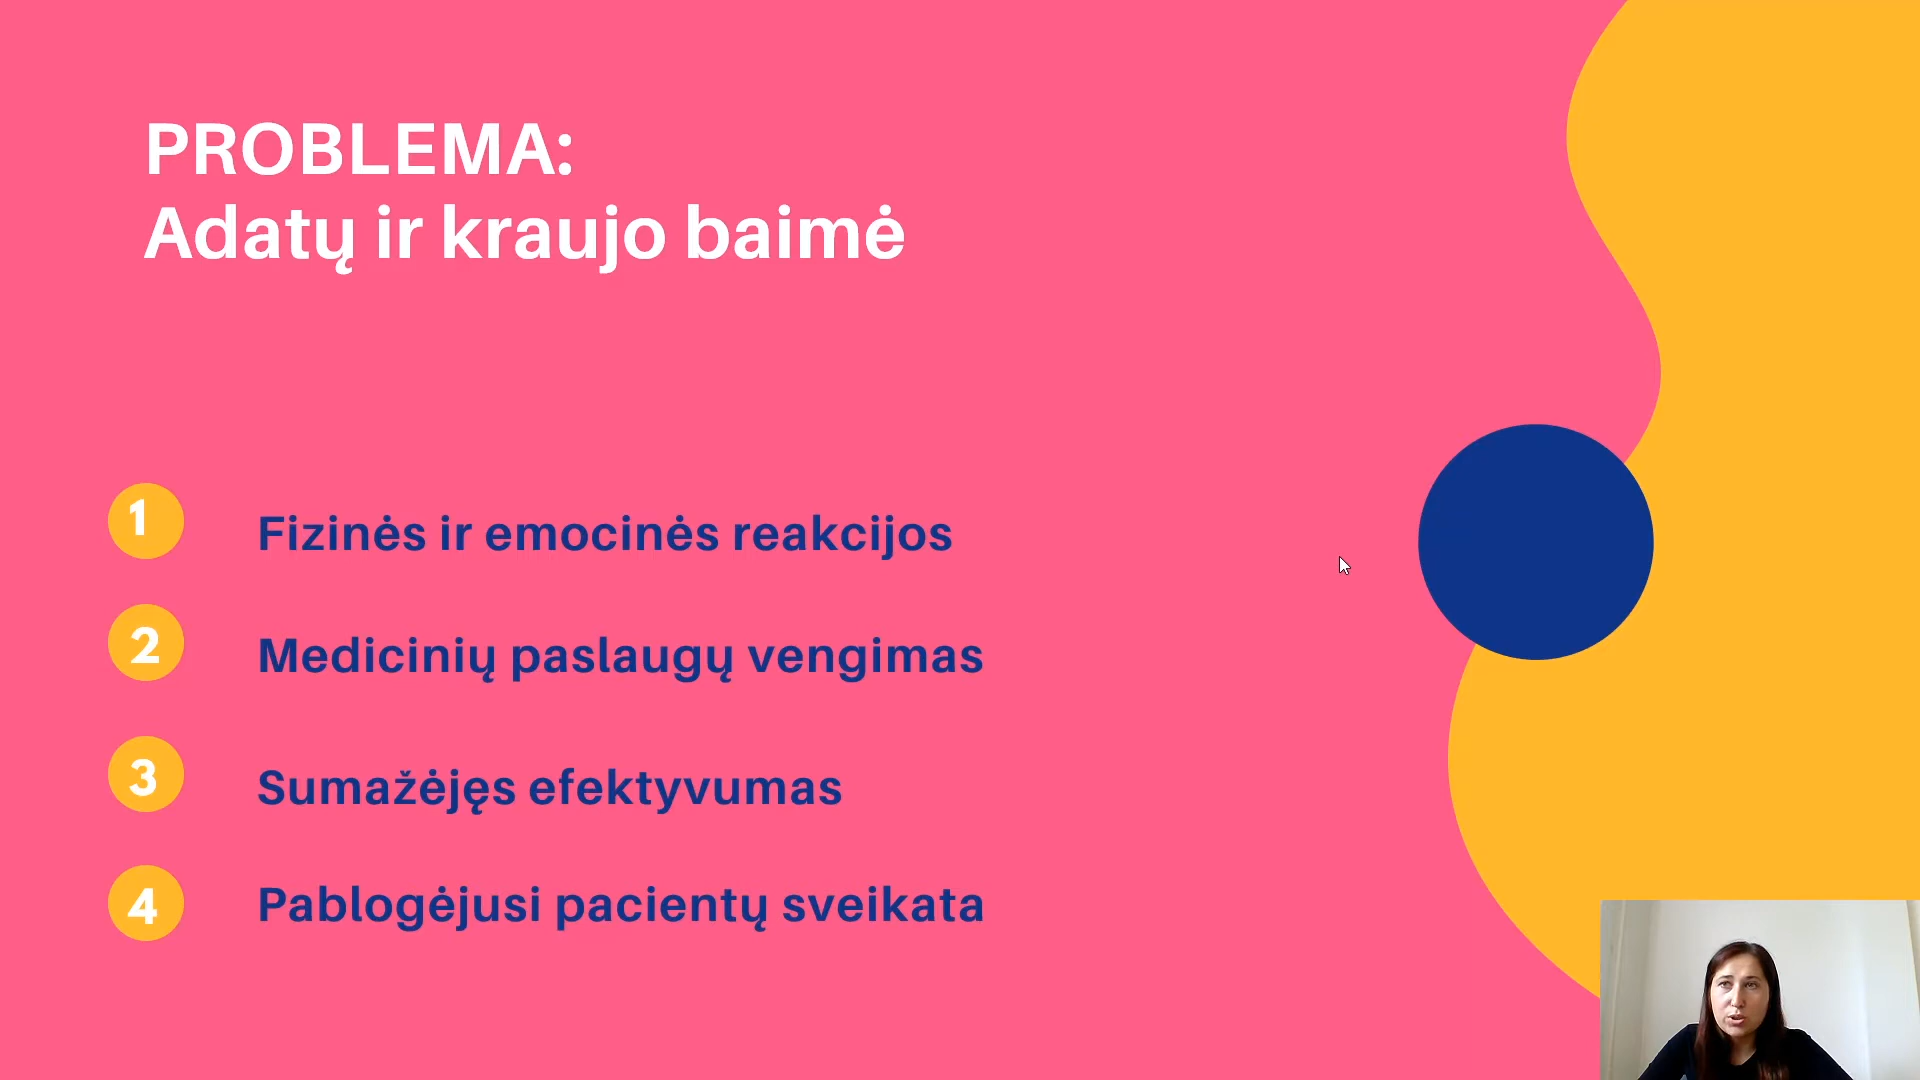 PROBLEMA:
Adatų ir kraujo baimė
1 Fizinės ir emocinės reakcijos
2 Medicinių paslaugų vengimas
3 Sumažėjęs efektyvumas
4 Pablogėjusi pacientų sveikata